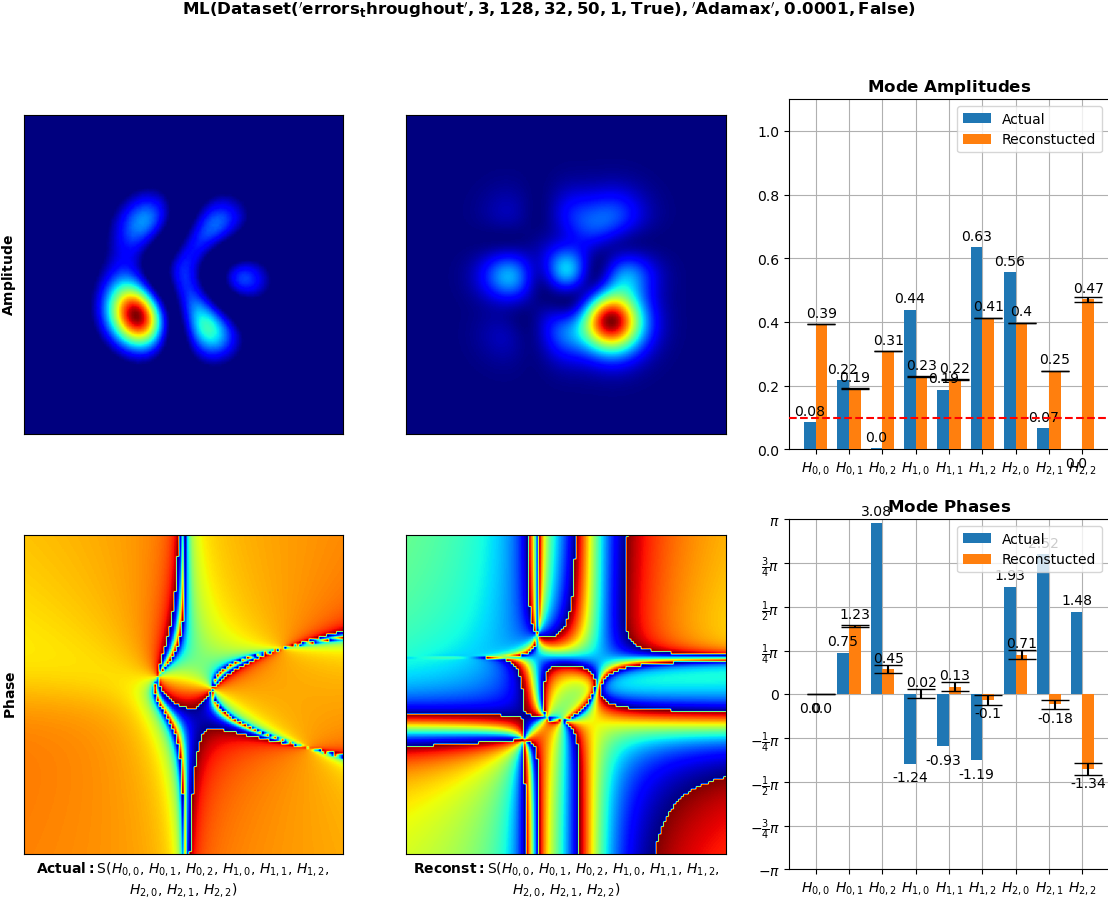 ML(Dataset('errors_throughout', 3, 128, 32, 50, 1, True), 'Adamax', 0.0001, False)
Amplitude
Mode Amplitudes
Actual
Reconstucted
1.0
0.8
0.6
0.4
0.2
0.0
0.08
0.39
0.22
0.19
0.0
0.31
0.44
0.23
0.19
0.22
0.63
0.41
0.56
0.4
0.07
0.25
0.0
0.47
H0,0 H0,1 H0,2 H1,0 H1,1 H1,2 H2,0 H2,1 H2,2
Phase
Actual: S(H0,0, H0,1, H0,2, H1,0, H1,1, H1,2,
H2,0, H2,1, H2,2)
Reconst: S(H0,0, H0,1, H0,2, H1,0, H1,1, H1,2,
H2,0, H2,1, H2,2)
Mode Phases
Actual
Reconstucted
π
3/4π
1/2π
1/4π
0
−1/4π
−1/2π
−3/4π
−π
0.0
0.0
0.75
1.23
3.08
0.45
-1.24
0.02
-0.93
0.13
-1.19
-0.1
1.93
0.71
2.52
-0.18
1.48
-1.34
H0,0 H0,1 H0,2 H1,0 H1,1 H1,2 H2,0 H2,1 H2,2